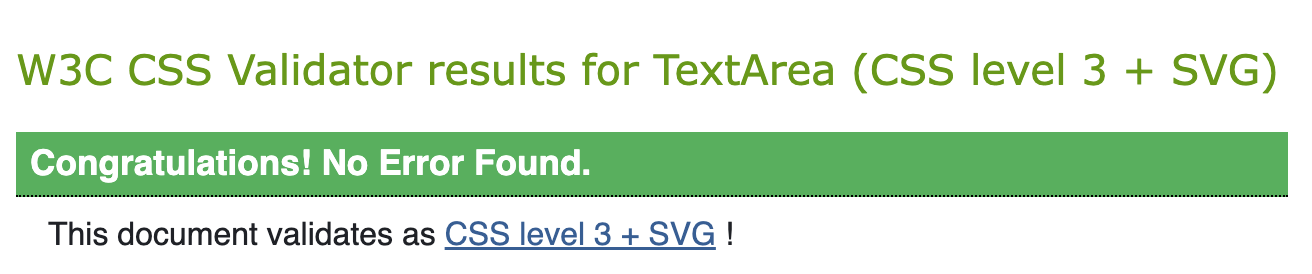 W3C CSS Validator results for TextArea (CSS level 3 + SVG)
Congratulations! No Error Found.
This document validates as CSS level 3 + SVG !